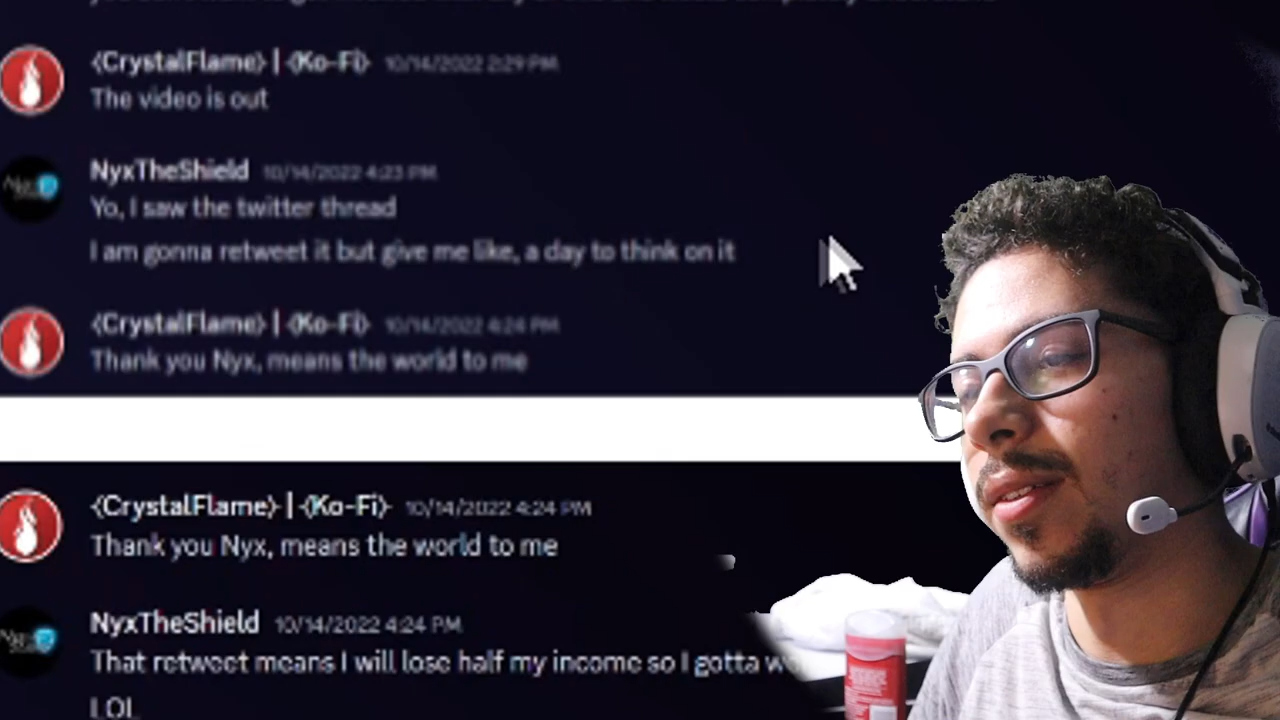 <CrystalFlame> | <Ko-Fi> 10/14/2022 2:29 PM
The video is out
NyxTheShield 10/14/2022 4:23 PM
Yo, I saw the twitter thread
I am gonna retweet it but give me like, a day to think on it
<CrystalFlame> | <Ko-Fi> 10/14/2022 4:24 PM
Thank you Nyx, means the world to me
<CrystalFlame> | <Ko-Fi> 10/14/2022 4:24 PM
Thank you Nyx, means the world to me
NyxTheShield 10/14/2022 4:24 PM
That retweet means I will lose half my income so I gotta
LOL